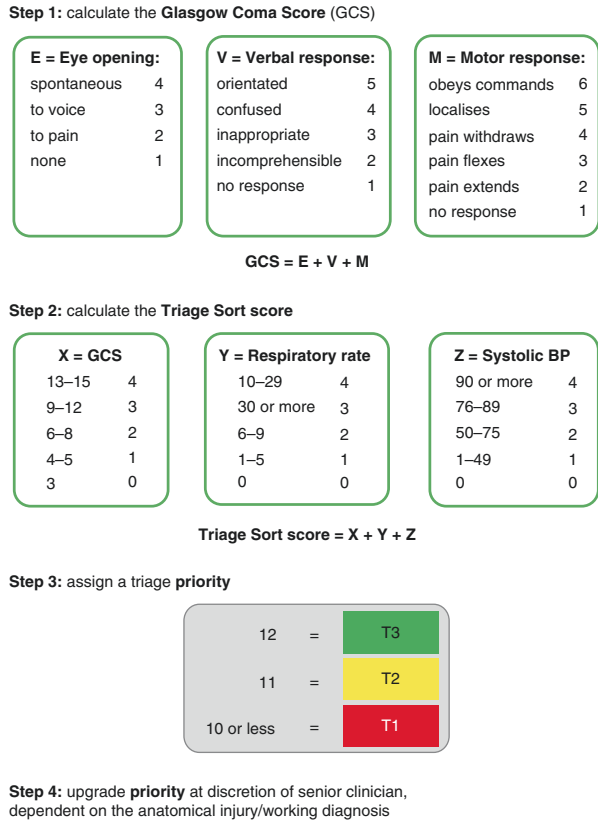 Step 1: calculate the Glasgow Coma Score (GCS)
E = Eye opening:
spontaneous 4
to voice 3
to pain 2
none 1
V = Verbal response:
orientated 5
confused 4
inappropriate 3
incomprehensible 2
no response 1
M = Motor response:
obeys commands 6
localises 5
pain withdraws 4
pain flexes 3
pain extends 2
no response 1
GCS = E + V + M
Step 2: calculate the Triage Sort score
X = GCS
13–15 4
9–12 3
6–8 2
4–5 1
3 0
Y = Respiratory rate
10–29 4
30 or more 3
6–9 2
1–5 1
0 0
Z = Systolic BP
90 or more 4
76–89 3
50–75 2
1–49 1
0 0
Triage Sort score = X + Y + Z
Step 3: assign a triage priority
12 = T3
11 = T2
10 or less = T1
Step 4: upgrade priority at discretion of senior clinician,
dependent on the anatomical injury/working diagnosis